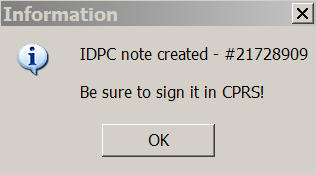 Information
IDPC note created - #21728909
Be sure to sign it in CPRS!
OK